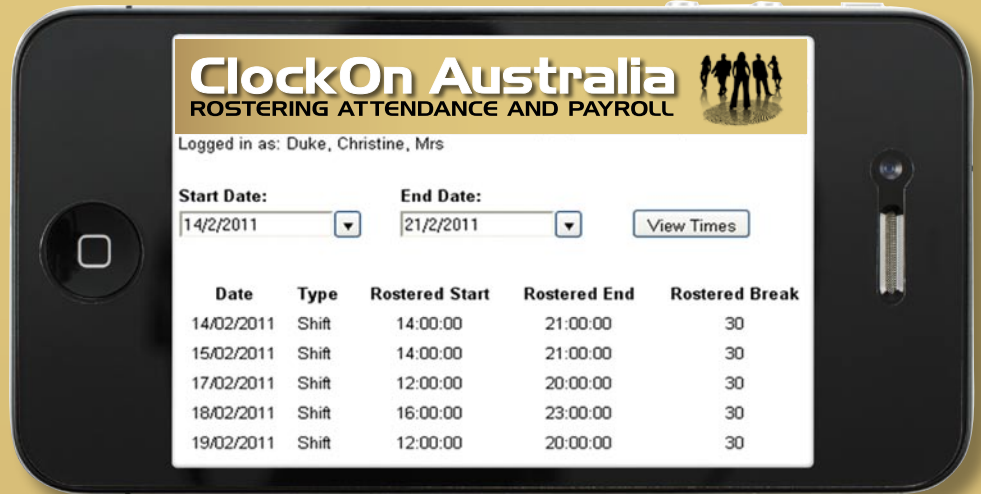 ClockOn Australia
ROSTERING ATTENDANCE AND PAYROLL
Logged in as: Duke, Christine, Mrs
Start Date: End Date:
14/2/2011 21/2/2011 View Times
Date Type Rostered Start Rostered End Rostered Break
14/02/2011 Shift 14:00:00 21:00:00 30
15/02/2011 Shift 14:00:00 21:00:00 30
17/02/2011 Shift 12:00:00 20:00:00 30
18/02/2011 Shift 16:00:00 23:00:00 30
19/02/2011 Shift 12:00:00 20:00:00 30